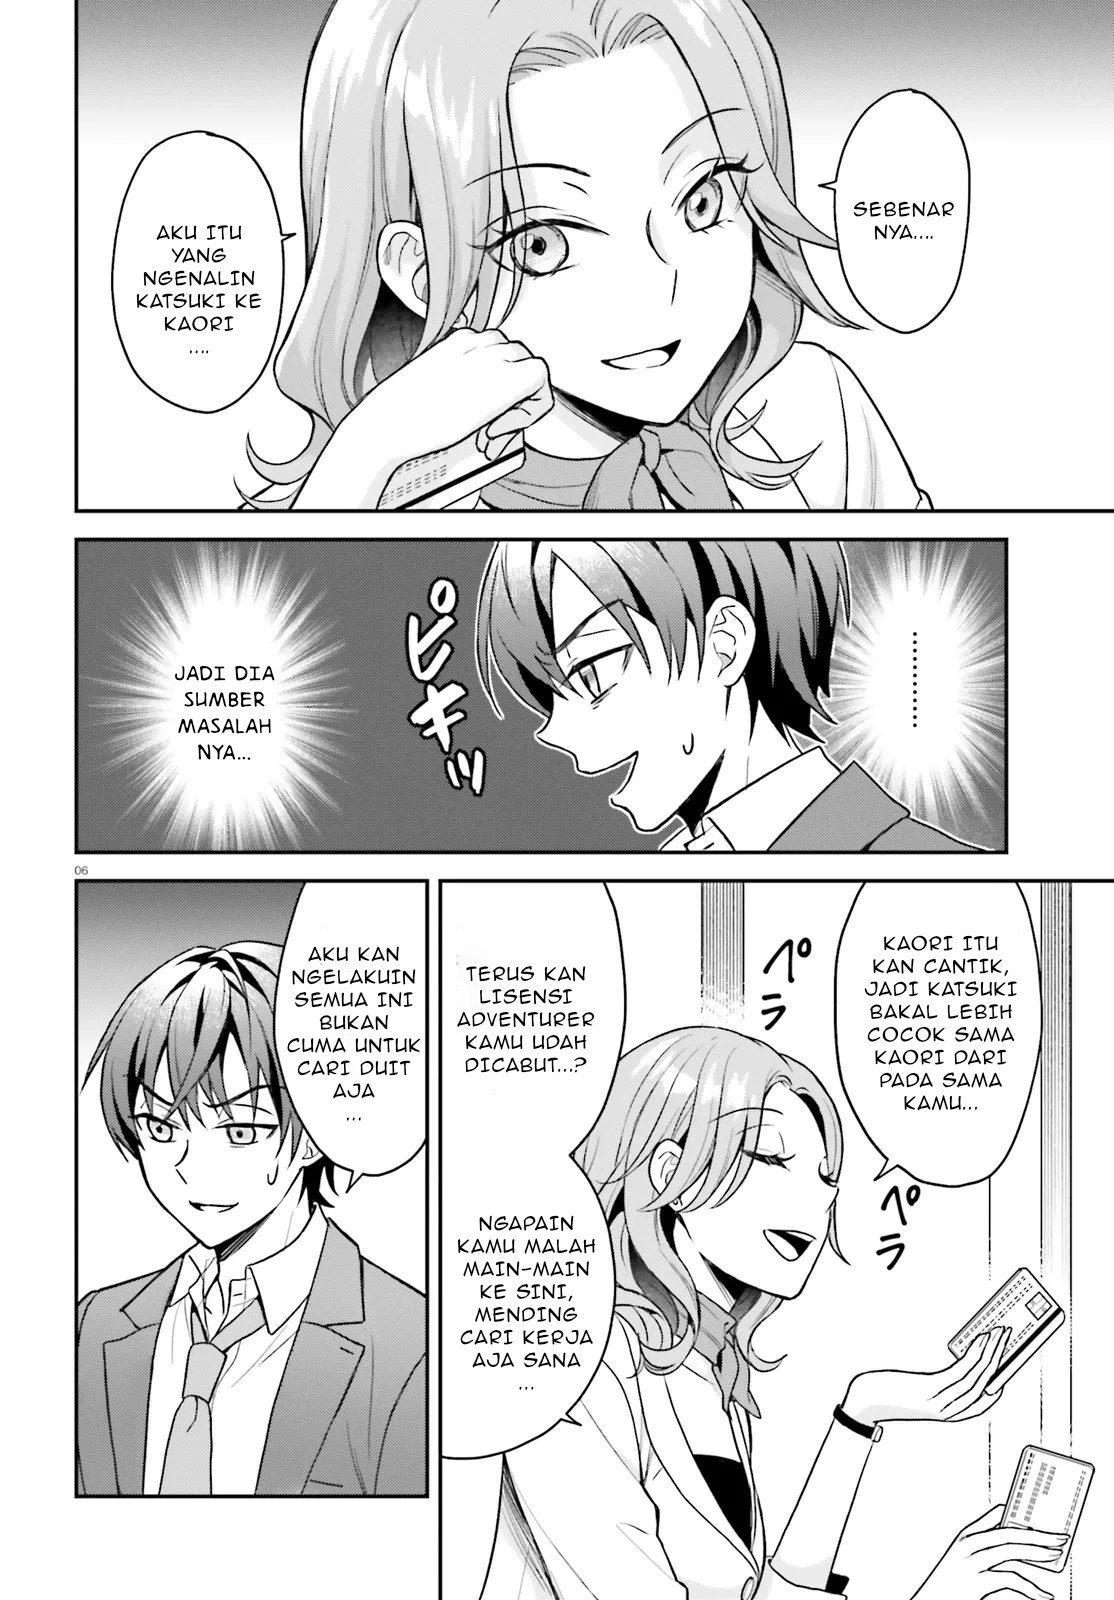 SEBENAR
NYA....
AKU ITU
YANG
NGENALIN
KATSUKI KE
KAORI
....
..........
ピキッ
JADI DIA
SUMBER
MASALAH
NYA...
06
KAORI ITU
KAN CANTIK,
JADI KATSUKI
BAKAL LEBIH
COCOK SAMA
KAORI DARI
PADA SAMA
KAMU...
ペラ
ペラ
TERUS KAN
LISENSI
ADVENTURER
KAMU UDAH
DICABUT...?
NGAPAIN
KAMU MALAH
MAIN-MAIN
KE SINI,
MENDING
CARI KERJA
AJA SANA
...
AKU KAN
NGELAKUIN
SEMUA INI
BUKAN
CUMA UNTUK
CARI DUIT
AJA
...